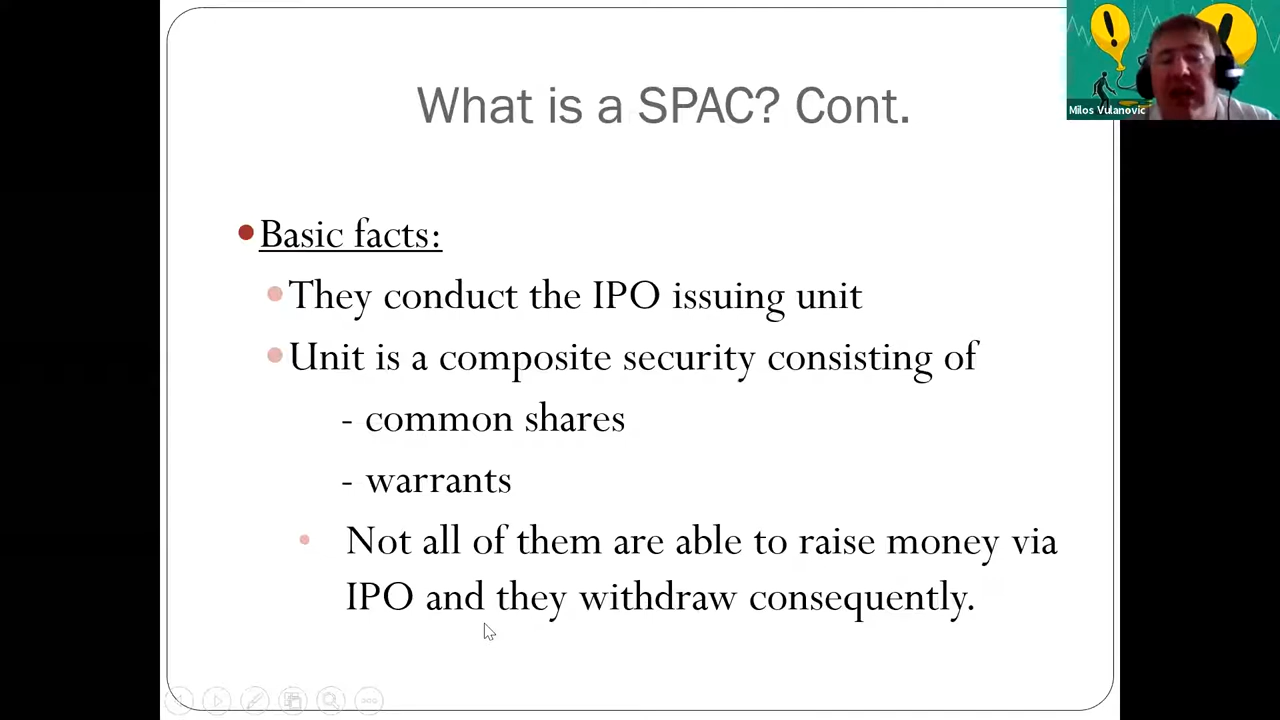 What is a SPAC? Cont.
Milos Vulanovic
Basic facts:
They conduct the IPO issuing unit
Unit is a composite security consisting of
- common shares
- warrants
Not all of them are able to raise money via
IPO and they withdraw consequently.